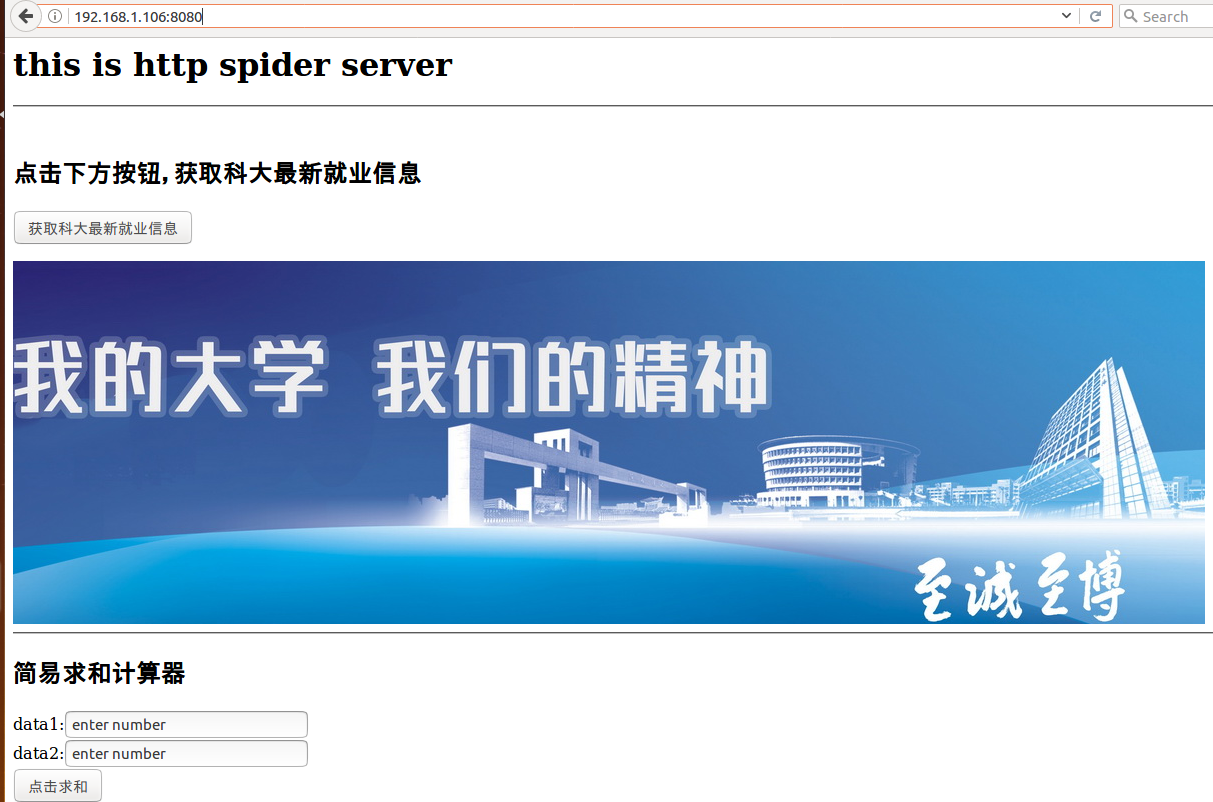 192.168.1.106:8080
Search
this is http spider server
点击下方按钮,获取科大最新就业信息
获取科大最新就业信息
我的大学 我们的精神
至诚至博
简易求和计算器
data1: enter number
data2: enter number
点击求和